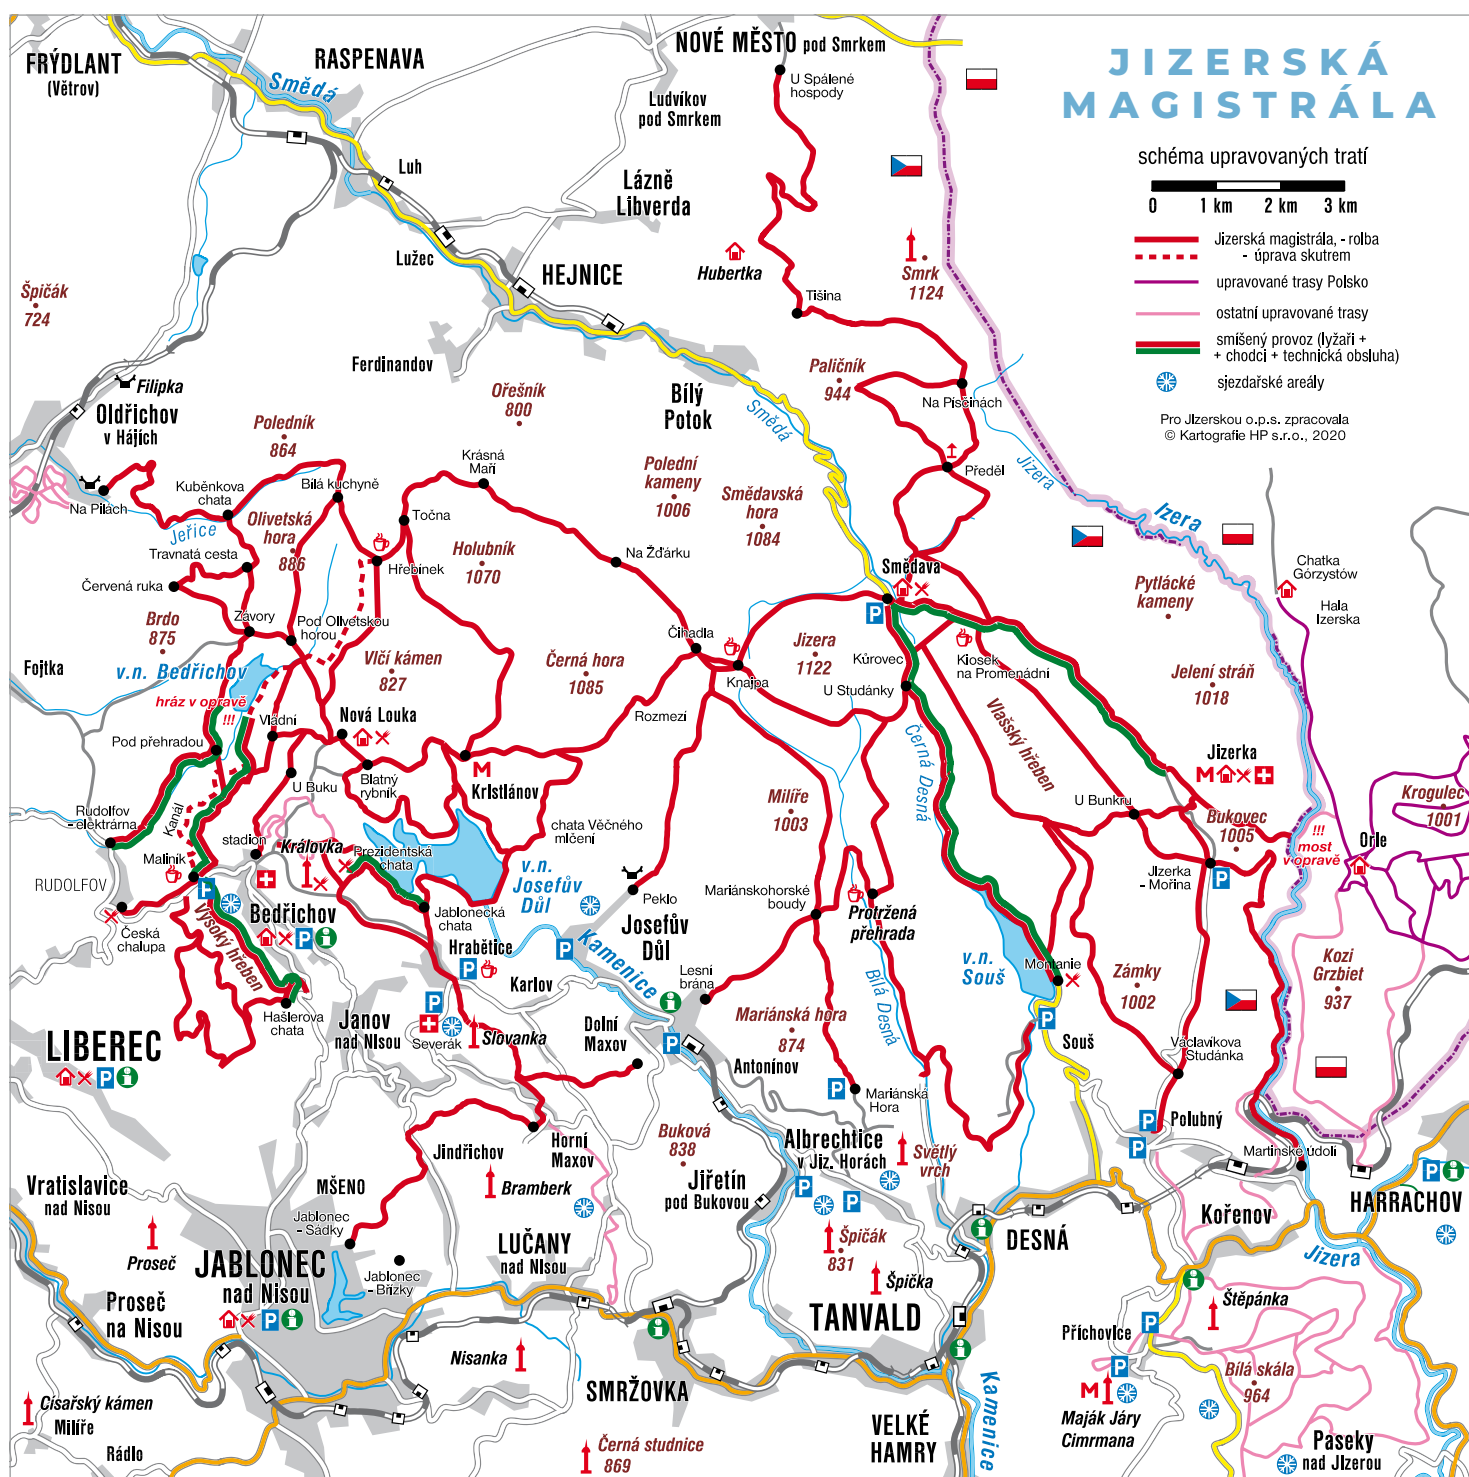 JIZERSKÁ
MAGISTRÁLA
schéma upravovaných tratí
0 1 km 2 km 3 km
Jizerská magistrála, - rolba
- úprava skutrem
upravované trasy Polsko
ostatní upravované trasy
smíšený provoz (lyžaři +
+ chodci + technická obsluha)
sjezdařské areály
Pro JIzerskou o.p.s. zpracovala
© Kartografie HP s.r.o., 2020
FRÝDLANT
(Větrov)
RASPENAVA
Smědá
NOVÉ MĚSTO pod Smrkem
U Spálené
hospody
Ludvíkov
pod Smrkem
Luh
Lázně
Libverda
Lužec
HEJNICE
Hubertka
Smrk
1124
Tišina
Špičák
724
Ferdinandov
Filipka
Oldřichov
v Hájích
Ořešník
800
Bílý
Potok
Smědá
Paličník
944
Na Písčinách
Jizera
Předěl
Poledník
864
Krásná
Maří
Polední
kameny
1006
Smědavská
hora
1084
Na Pilách
Kuběnkova
chata
Bílá kuchyně
Jeřice
Olivetská
hora
886
Točna
Travnatá cesta
Holubník
1070
Na Žďárku
Hřebínek
Červená ruka
Smědava
Izera
Chatka
Górzystów
Hala
Izerska
Pytlácké
kameny
Brdo
875
Závory
Pod OlIvetskou
horou
Čihadla
Jizera
1122
Kůrovec
Kiosek
na Promenádní
Fojtka
v.n. Bedřichov
Vlčí kámen
827
Černá hora
1085
Knajpa
U Studánky
Jelení stráň
1018
hráz v opravě
!!!
Vládní
Nová Louka
Rozmezí
Vlašský hřeben
Pod přehradou
Černá Desná
Jizerka
U Buku
Blatný
rybník
KrIstIánov
Milíře
1003
U Bunkru
Bukovec
1005
Krogulec
1001
Rudolfov
- elektrárna
Kanál
stadion
Královka
Prezidentská
chata
chata Věčného
mlčení
!!!
most
v opravě
Orle
Maliník
v.n.
Josefův
Důl
JIzerka
- Mořina
RUDOLFOV
Peklo
Mariánskohorské
boudy
Protržená
přehrada
Česká
chalupa
Vysoký hřeben
Bedřichov
Jablonecká
chata
Hrabětice
Josefův
Důl
Kamenice
Karlov
Lesní
brána
Bílá Desná
v.n.
Souš
Montanie
Zámky
1002
Kozi
Grzbiet
937
Hašlerova
chata
LIBEREC
Janov
nad NIsou
Severák
Slovanka
Dolní
Maxov
Mariánská hora
874
Souš
Václavíkova
Studánka
Antonínov
Mariánská
Hora
Polubný
Jindřichov
Horní
Maxov
Buková
838
Albrechtice
v Jiz. Horách
Světlý
vrch
Martinské údolí
MŠENO
Bramberk
Jiřetín
pod Bukovou
HARRACHOV
Vratislavice
nad Nisou
Jablonec
- Sádky
Proseč
Kořenov
JABLONEC
nad Nisou
Jablonec
- Břízky
LUČANY
nad NIsou
Špičák
831
DESNÁ
Jizera
Špička
Štěpánka
Proseč
na Nisou
TANVALD
Příchovice
Nisanka
SMRŽOVKA
Bílá skála
964
Císařský kámen
Milíře
Kamenice
VELKÉ
HAMRY
Maják Járy
Cimrmana
Rádlo
Černá studnice
869
Paseky
nad JIzerou